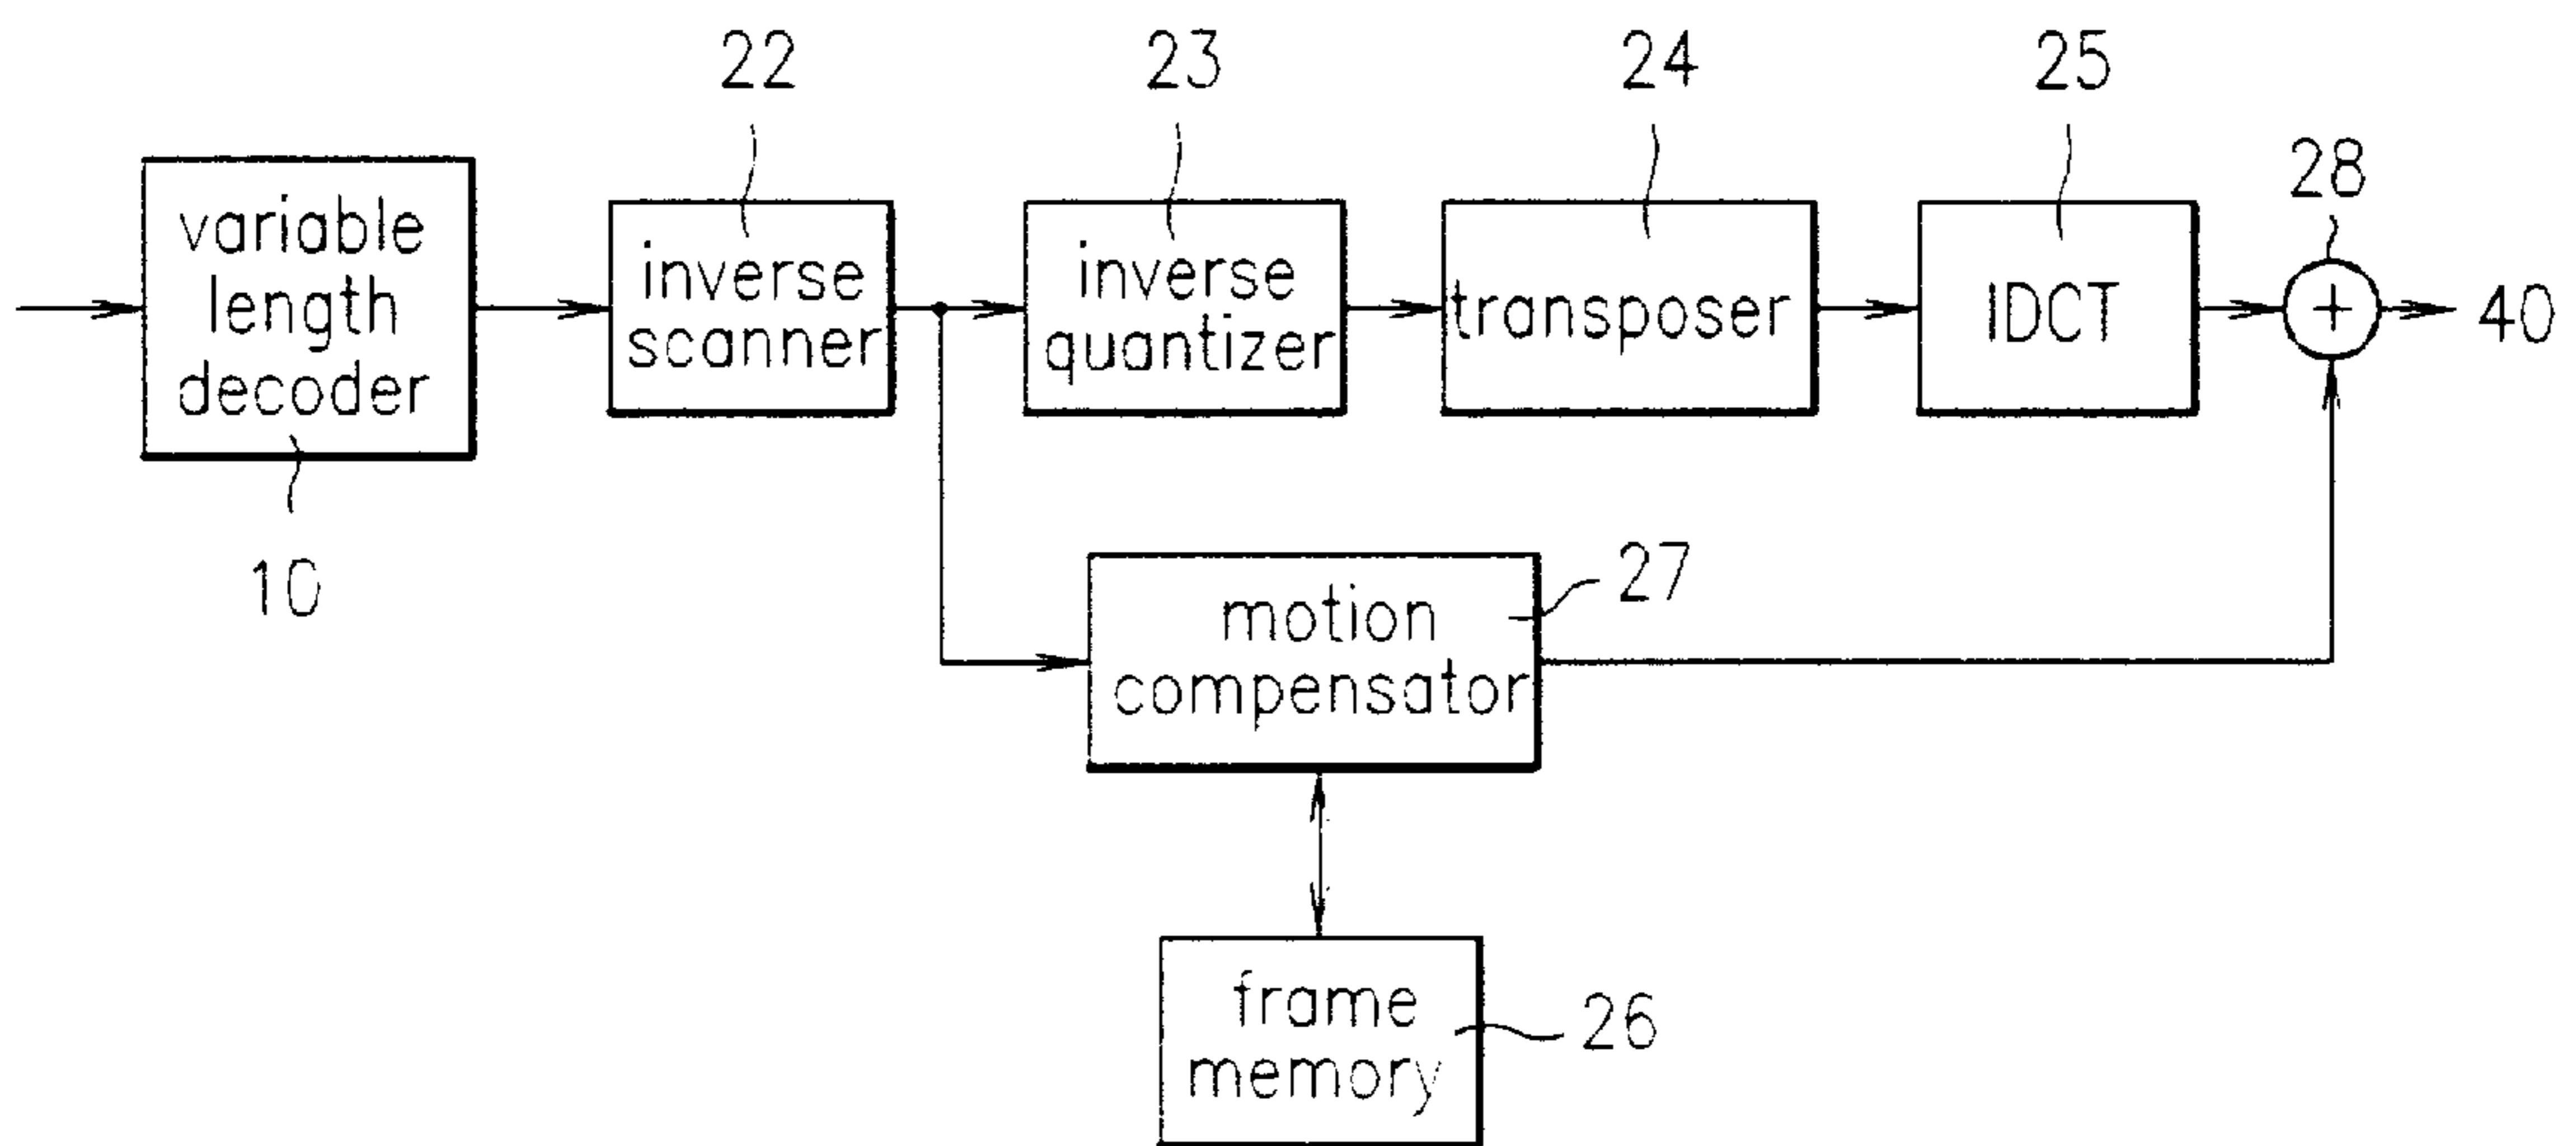 22
23
24
25
28
variable
length
decoder
inverse
scanner
inverse
quantizer
transposer
IDCT
+
40
10
motion
compensator
27
frame
memory
26